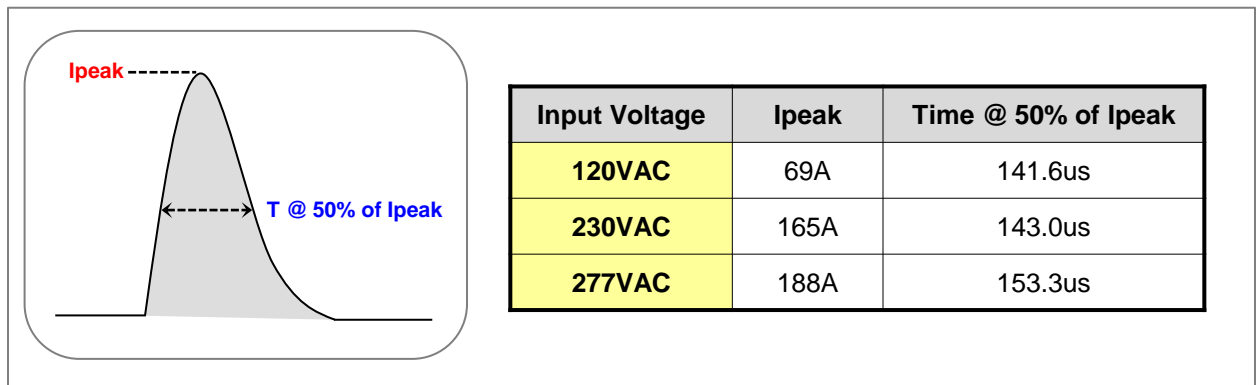 Ipeak
T @ 50% of Ipeak
Input Voltage Ipeak Time @ 50% of Ipeak
120VAC 69A 141.6us
230VAC 165A 143.0us
277VAC 188A 153.3us